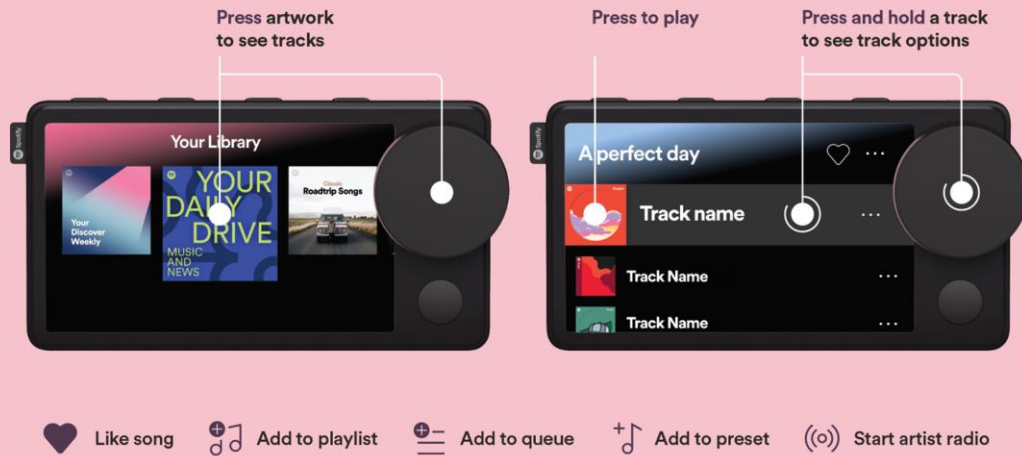 Press artwork
to see tracks
Press to play
Press and hold a track
to see track options
Spotify
Your Library
Your
Discover
Weekly
YOUR
DAILY
DRIVE
MUSIC
AND
NEWS
Classic
Roadtrip Songs
Spotify
A perfect day
Track name
Track Name
Track Name
Like song
Add to playlist
Add to queue
Add to preset
Start artist radio